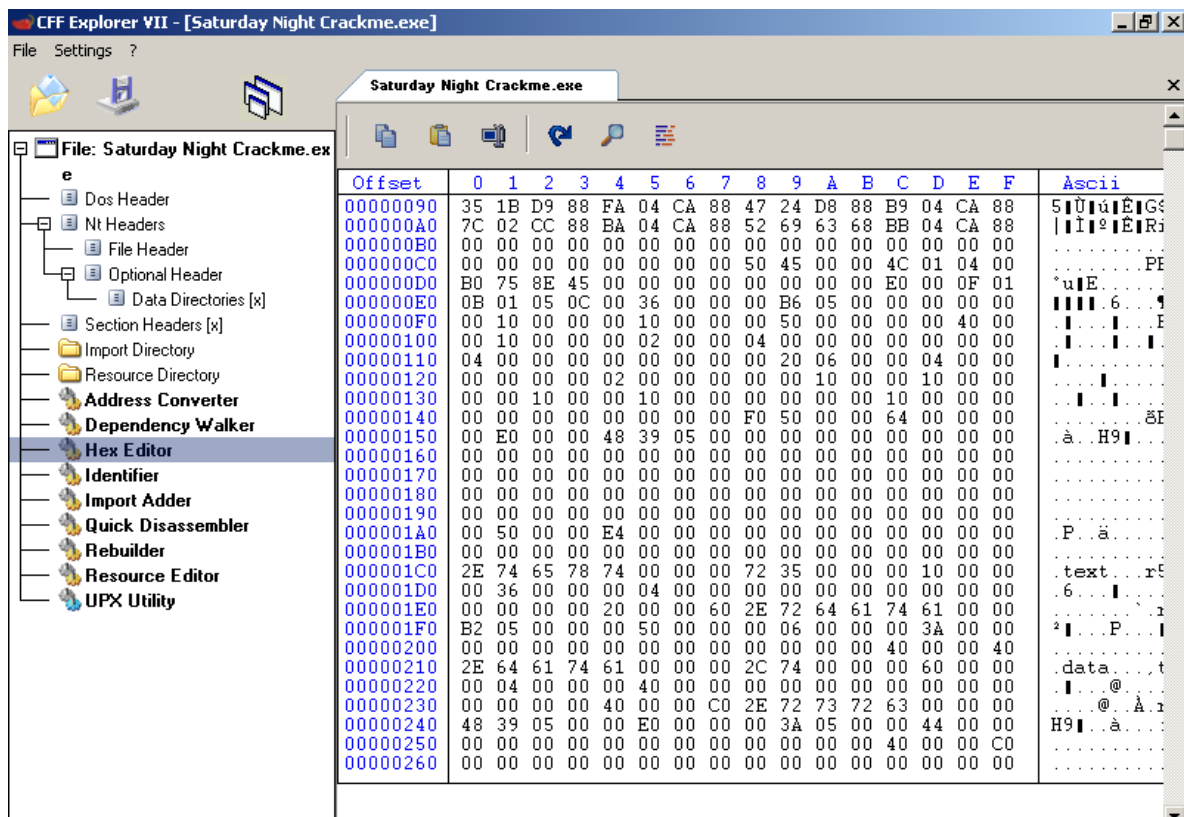 CFF Explorer VII - [Saturday Night Crackme.exe]
File Settings ?
Saturday Night Crackme.exe
File: Saturday Night Crackme.ex
e
Dos Header
Nt Headers
File Header
Optional Header
Data Directories [x]
Section Headers [x]
Import Directory
Resource Directory
Address Converter
Dependency Walker
Hex Editor
Identifier
Import Adder
Quick Disassembler
Rebuilder
Resource Editor
UPX Utility
Offset 0 1 2 3 4 5 6 7 8 9 A B C D E F Ascii
00000090 35 1B D9 88 FA 04 CA 88 47 24 D8 88 B9 04 CA 88
000000A0 7C 02 CC 88 BA 04 CA 88 52 69 63 68 BB 04 CA 88
000000B0 00 00 00 00 00 00 00 00 00 00 00 00 00 00 00 00
000000C0 00 00 00 00 00 00 00 00 50 45 00 00 4C 01 04 00
000000D0 B0 75 8E 45 00 00 00 00 00 00 00 00 E0 00 0F 01
000000E0 0B 01 05 0C 00 36 00 00 00 B6 05 00 00 00 00 00
000000F0 00 10 00 00 00 10 00 00 00 50 00 00 00 00 40 00
00000100 00 10 00 00 00 02 00 00 04 00 00 00 00 00 00 00
00000110 04 00 00 00 00 00 00 00 00 20 06 00 00 04 00 00
00000120 00 00 00 00 02 00 00 00 00 00 10 00 00 10 00 00
00000130 00 00 10 00 00 10 00 00 00 00 00 00 10 00 00 00
00000140 00 00 00 00 00 00 00 00 F0 50 00 00 64 00 00 00
00000150 00 E0 00 00 48 39 05 00 00 00 00 00 00 00 00 00
00000160 00 00 00 00 00 00 00 00 00 00 00 00 00 00 00 00
00000170 00 00 00 00 00 00 00 00 00 00 00 00 00 00 00 00
00000180 00 00 00 00 00 00 00 00 00 00 00 00 00 00 00 00
00000190 00 00 00 00 00 00 00 00 00 00 00 00 00 00 00 00
000001A0 00 50 00 00 E4 00 00 00 00 00 00 00 00 00 00 00 .P..ä...........
000001B0 00 00 00 00 00 00 00 00 00 00 00 00 00 00 00 00
000001C0 2E 74 65 78 74 00 00 00 72 35 00 00 00 10 00 00 .text...r5
000001D0 00 36 00 00 00 04 00 00 00 00 00 00 00 00 00 00
000001E0 00 00 00 00 20 00 00 60 2E 72 64 61 74 61 00 00
000001F0 B2 05 00 00 00 50 00 00 00 06 00 00 00 3A 00 00
00000200 00 00 00 00 00 00 00 00 00 00 00 00 40 00 00 40
00000210 2E 64 61 74 61 00 00 00 2C 74 00 00 00 60 00 00 .data...,t
00000220 00 04 00 00 00 40 00 00 00 00 00 00 00 00 00 00
00000230 00 00 00 00 40 00 00 C0 2E 72 73 72 63 00 00 00
00000240 48 39 05 00 00 E0 00 00 00 3A 05 00 00 44 00 00
00000250 00 00 00 00 00 00 00 00 00 00 00 00 40 00 00 C0
00000260 00 00 00 00 00 00 00 00 00 00 00 00 00 00 00 00